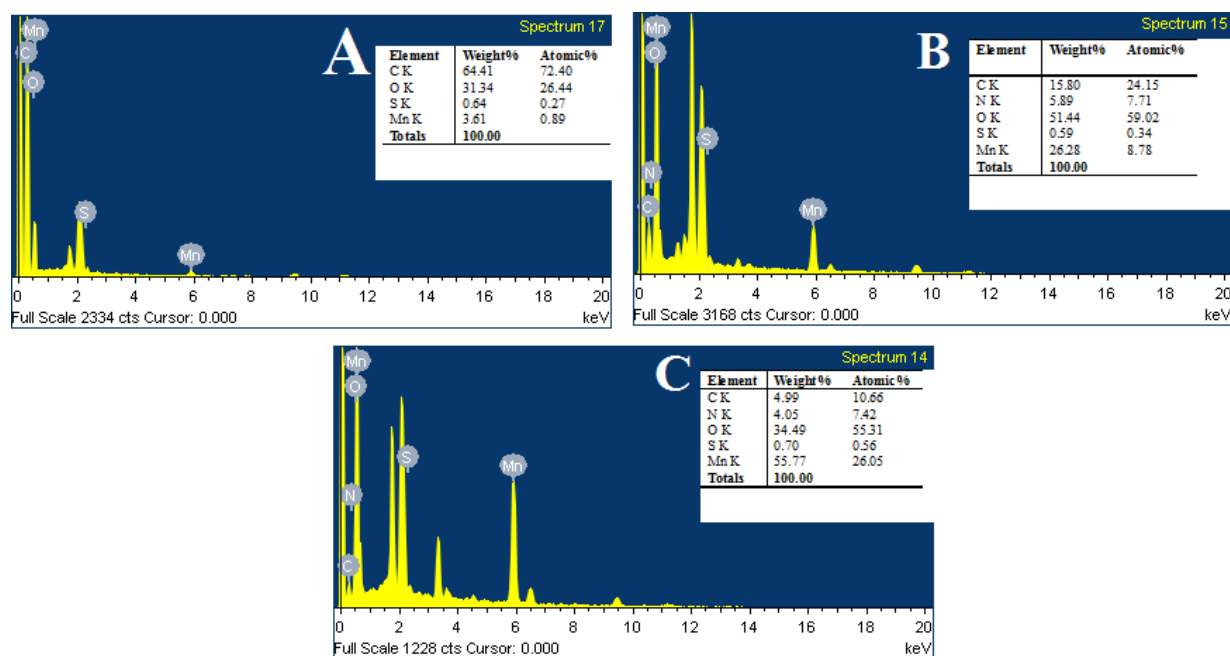 Spectrum 17
A
Element Weight% Atomic%
C K 64.41 72.40
O K 31.34 26.44
S K 0.64 0.27
Mn K 3.61 0.89
Totals 100.00
Mn
C
O
S
Mn
0 2 4 6 8 10 12 14 16 18 20
Full Scale 2334 cts Cursor: 0.000 keV
Spectrum 15
B
Element Weight% Atomic%
C K 15.80 24.15
N K 5.89 7.71
O K 51.44 59.02
S K 0.59 0.34
Mn K 26.28 8.78
Totals 100.00
Mn
O
S
N
C
Mn
0 2 4 6 8 10 12 14 16 18 20
Full Scale 3168 cts Cursor: 0.000 keV
Spectrum 14
C
Element Weight% Atomic%
C K 4.99 10.66
N K 4.05 7.42
O K 34.49 55.31
S K 0.70 0.56
Mn K 55.77 26.05
Totals 100.00
Mn
O
S
Mn
N
C
0 2 4 6 8 10 12 14 16 18 20
Full Scale 1228 cts Cursor: 0.000 keV